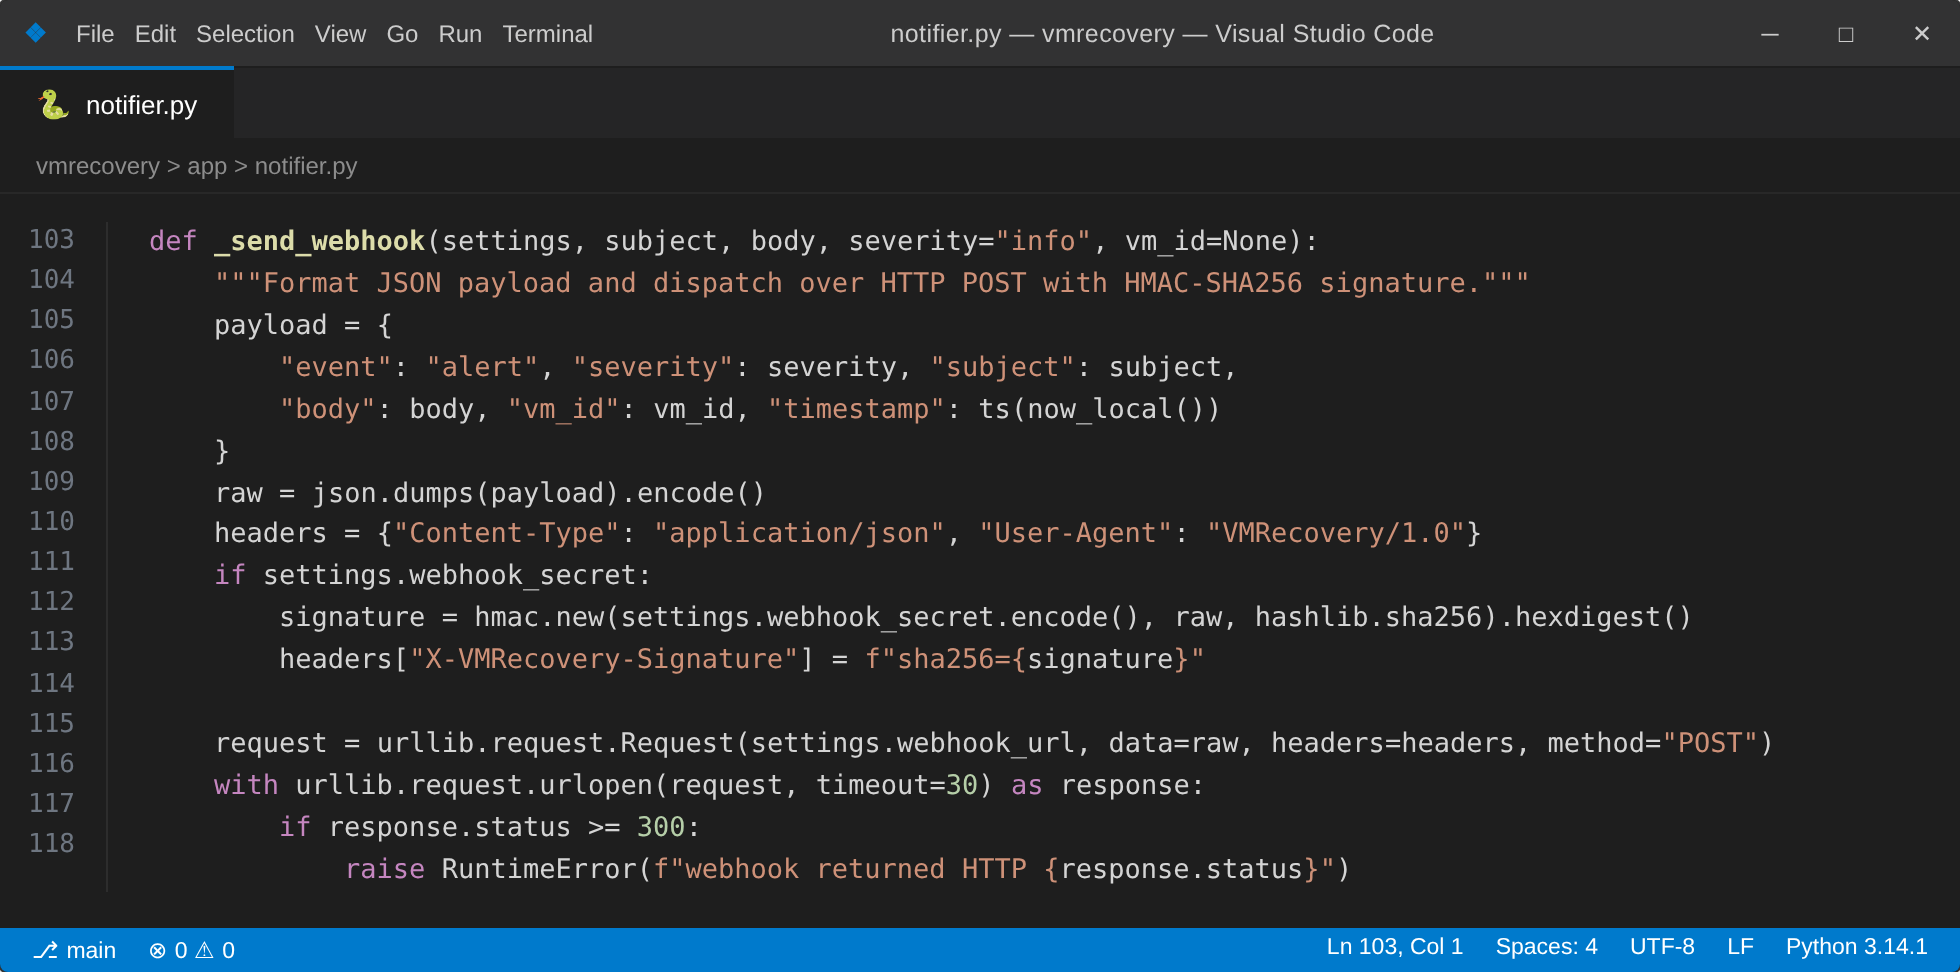 File Edit Selection View Go Run Terminal
notifier.py — vmrecovery — Visual Studio Code
notifier.py
vmrecovery > app > notifier.py
103 def _send_webhook(settings, subject, body, severity="info", vm_id=None):
104 """Format JSON payload and dispatch over HTTP POST with HMAC-SHA256 signature."""
105 payload = {
106 "event": "alert", "severity": severity, "subject": subject,
107 "body": body, "vm_id": vm_id, "timestamp": ts(now_local())
108 }
109 raw = json.dumps(payload).encode()
110 headers = {"Content-Type": "application/json", "User-Agent": "VMRecovery/1.0"}
111 if settings.webhook_secret:
112 signature = hmac.new(settings.webhook_secret.encode(), raw, hashlib.sha256).hexdigest()
113 headers["X-VMRecovery-Signature"] = f"sha256={signature}"
114
115 request = urllib.request.Request(settings.webhook_url, data=raw, headers=headers, method="POST")
116 with urllib.request.urlopen(request, timeout=30) as response:
117 if response.status >= 300:
118 raise RuntimeError(f"webhook returned HTTP {response.status}")
⎇ main ⊗ 0 ⚠ 0 Ln 103, Col 1 Spaces: 4 UTF-8 LF Python 3.14.1